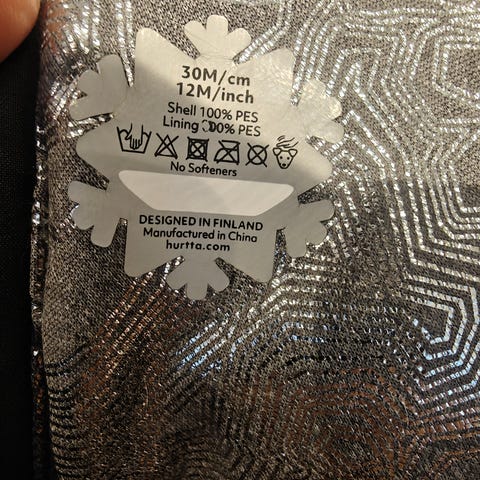 30M/cm
12M/inch
Shell 100% PES
Lining 100% PES
No Softeners
DESIGNED IN FINLAND
Manufactured in China
hurtta.com